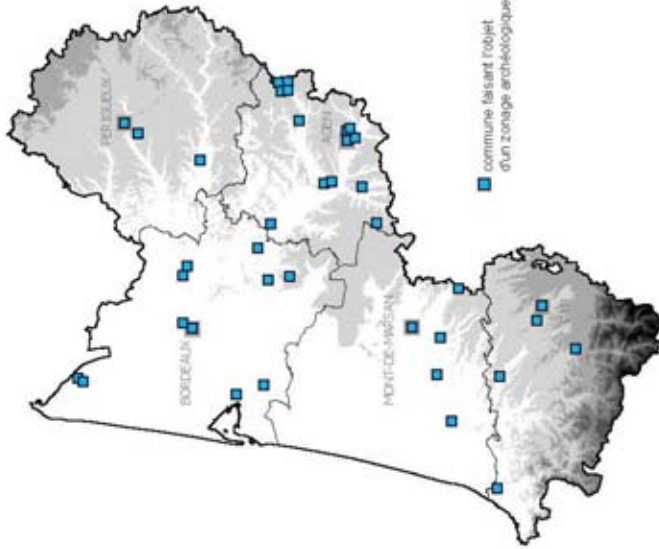 PERIGUEUX
BORDEAUX
AGEN
MONT-DE-MARSAN
commune faisant l'objet
d'un zonage archéologique